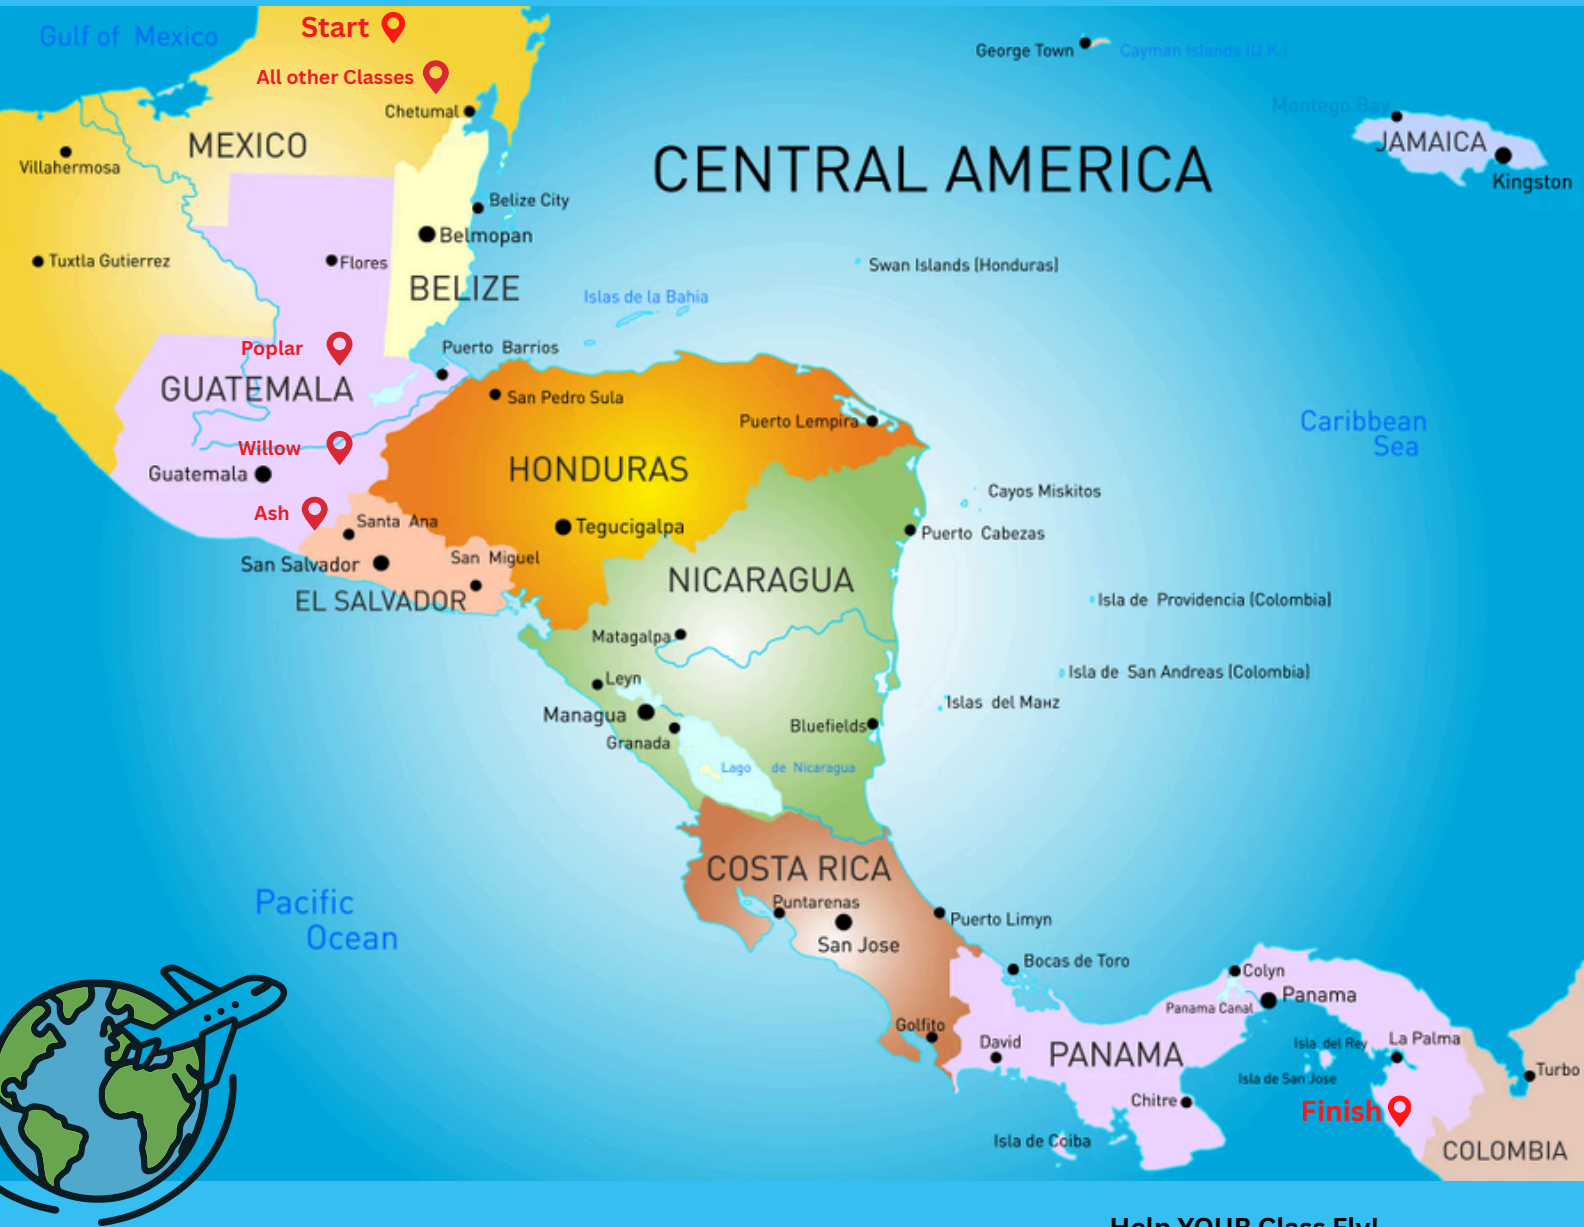 Gulf of Mexico
Start
All other Classes
George Town
Cayman Islands (U.K.)
Montego Bay
Chetumal
MEXICO
JAMAICA
Kingston
Villahermosa
CENTRAL AMERICA
Belize City
Belmopan
Tuxtla Gutierrez
Flores
BELIZE
Swan Islands (Honduras)
Islas de la Bahia
Poplar
Puerto Barrios
GUATEMALA
San Pedro Sula
Puerto Lempira
Caribbean
Sea
Willow
Guatemala
HONDURAS
Cayos Miskitos
Ash
Santa Ana
Tegucigalpa
Puerto Cabezas
San Salvador
San Miguel
NICARAGUA
EL SALVADOR
Isla de Providencia (Colombia)
Matagalpa
Leyn
Isla de San Andreas (Colombia)
Islas del Maнz
Managua
Granada
Bluefields
Lago de Nicaragua
COSTA RICA
Pacific
Ocean
Puntarenas
San Jose
Puerto Limyn
Bocas de Toro
Colyn
Panama
Panama Canal
Golfito
David
PANAMA
Isla del Rey
La Palma
Isla de San Jose
Turbo
Chitre
Finish
Isla de Coiba
COLOMBIA
Help YOUR Class Fly!